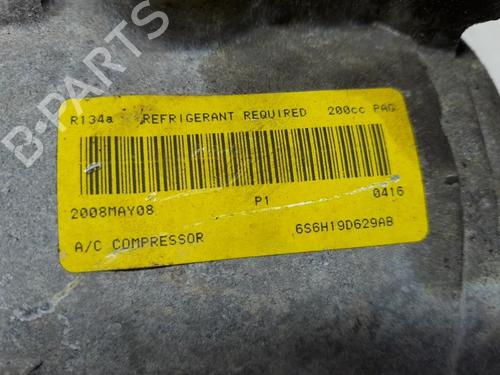 B-PARTS
R134a REFRIGERANT REQUIRED 200cc PAG
2008MAY08 P1 0416
A/C COMPRESSOR 6S6H19D629AB